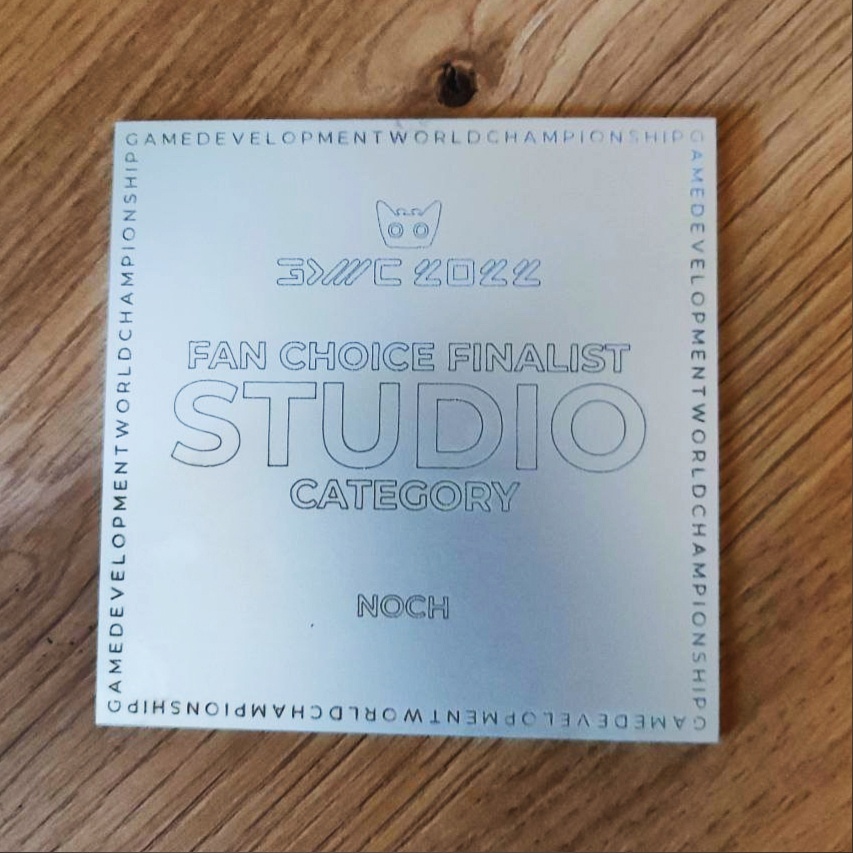 GAMEDEVELOPMENTWORLDCHAMPIONSHIP
GAMEDEVELOPMENTWORLDCHAMPIONSHIP
GAMEDEVELOPMENTWORLDCHAMPIONSHIP
GAMEDEVELOPMENTWORLDCHAMPIONSHIP
GDWC 2022
FAN CHOICE FINALIST
STUDIO
CATEGORY
NOCH